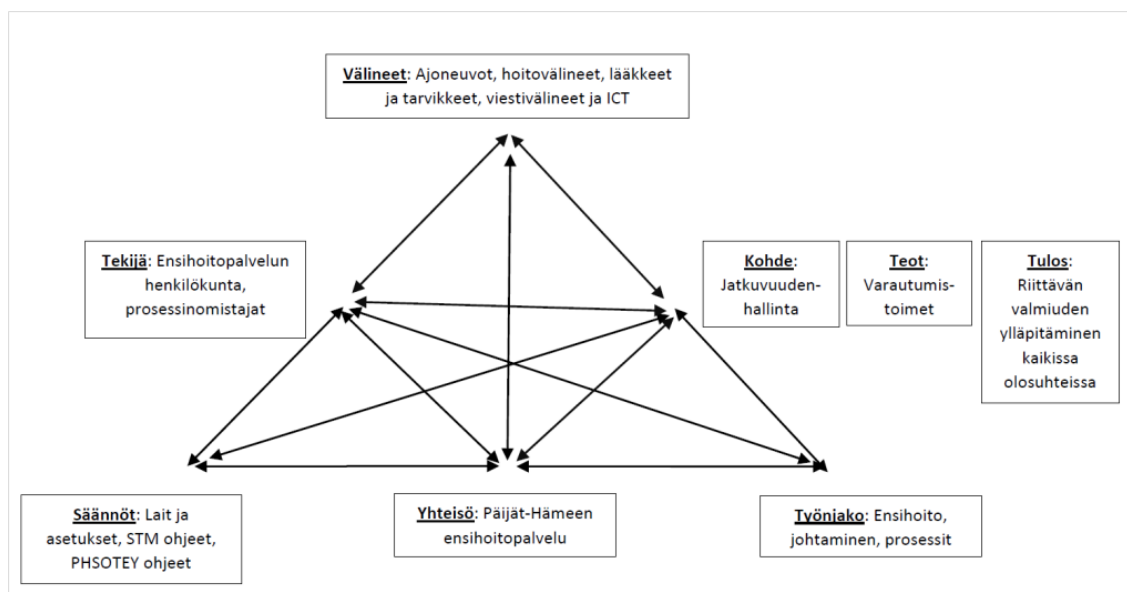 Välineet: Ajoneuvot, hoitovälineet, lääkkeet
ja tarvikkeet, viestivälineet ja ICT
Tekijä: Ensihoitopalvelun
henkilökunta,
prosessinomistajat
Kohde:
Jatkuvuuden-
hallinta
Teot:
Varautumis-
toimet
Tulos:
Riittävän
valmiuden
ylläpitäminen
kaikissa
olosuhteissa
Säännöt: Lait ja
asetukset, STM ohjeet,
PHSOTEY ohjeet
Yhteisö: Päijät-Hämeen
ensihoitopalvelu
Työnjako: Ensihoito,
johtaminen, prosessit